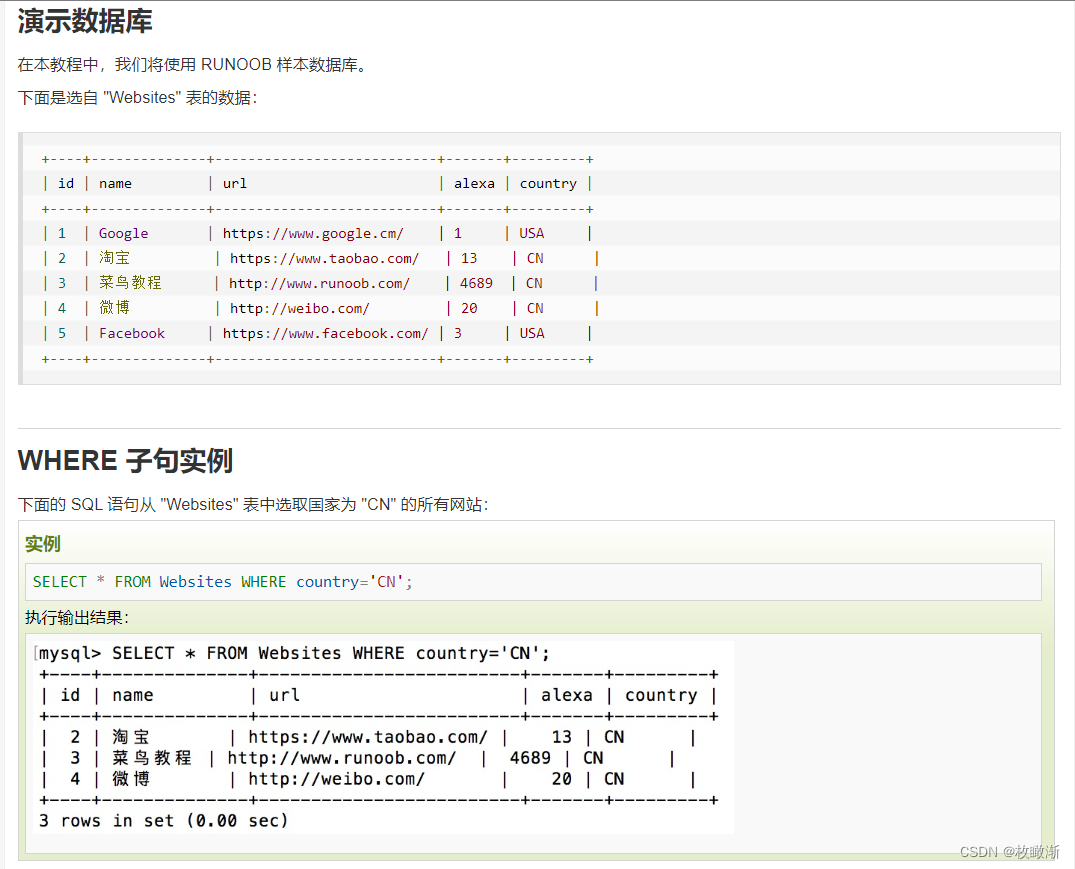 演示数据库
在本教程中，我们将使用 RUNOOB 样本数据库。
下面是选自 "Websites" 表的数据：
+----+--------------+---------------------------+-------+---------+
| id | name         | url                       | alexa | country |
+----+--------------+---------------------------+-------+---------+
| 1  | Google       | https://www.google.cm/    | 1     | USA     |
| 2  | 淘宝          | https://www.taobao.com/   | 13    | CN      |
| 3  | 菜鸟教程      | http://www.runoob.com/    | 4689  | CN      |
| 4  | 微博          | http://weibo.com/         | 20    | CN      |
| 5  | Facebook     | https://www.facebook.com/ | 3     | USA     |
+----+--------------+---------------------------+-------+---------+
WHERE 子句实例
下面的 SQL 语句从 "Websites" 表中选取国家为 "CN" 的所有网站：
实例
SELECT * FROM Websites WHERE country='CN';
执行输出结果：
[mysql> SELECT * FROM Websites WHERE country='CN';
+----+--------------+-------------------------+-------+---------+
| id | name         | url                     | alexa | country |
+----+--------------+-------------------------+-------+---------+
|  2 | 淘宝         | https://www.taobao.com/ |    13 | CN      |
|  3 | 菜鸟教程 | http://www.runoob.com/  |  4689 | CN      |
|  4 | 微博         | http://weibo.com/       |    20 | CN      |
+----+--------------+-------------------------+-------+---------+
3 rows in set (0.00 sec)
CSDN @枚瞰渐